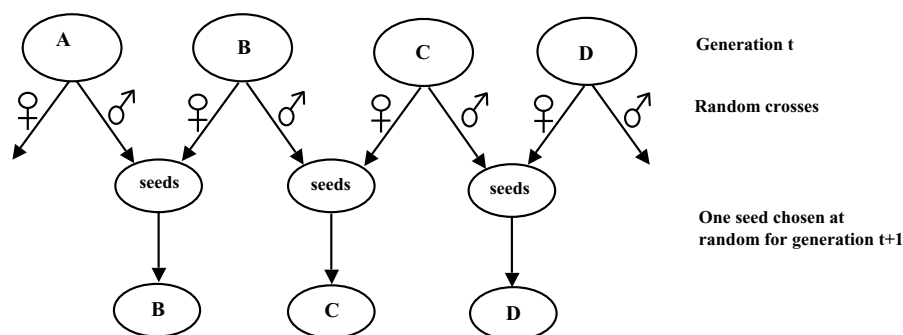 A
B
C
D
Generation t
♀
♂
♀
♂
♀
♂
♀
♂
Random crosses
seeds
seeds
seeds
One seed chosen at
random for generation t+1
B
C
D